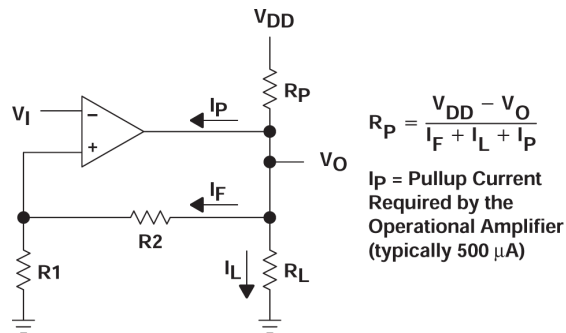 VDD
RP
VI
−
+
IP
VO
IF
R2
R1
IL
RL
RP = VDD − VO / IF + IL + IP
IP = Pullup Current
Required by the
Operational Amplifier
(typically 500 μA)